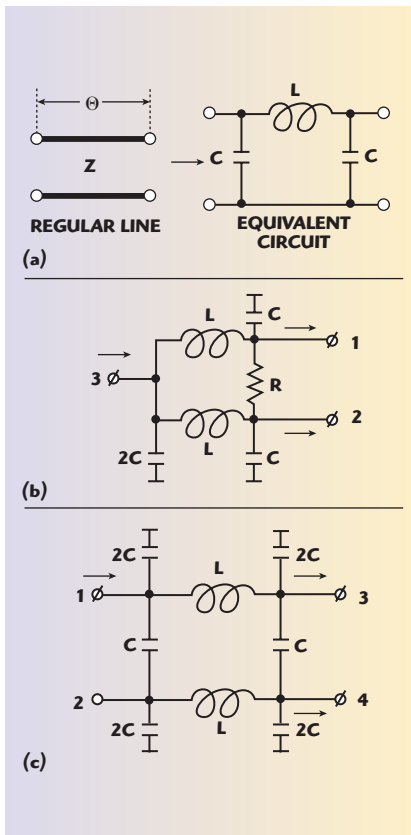 L
Θ
Z
C
C
REGULAR LINE
EQUIVALENT
CIRCUIT
(a)
L
C
1
3
R
2
2C
L
C
(b)
2C
2C
L
1
3
C
C
2
4
2C
L
2C
(c)